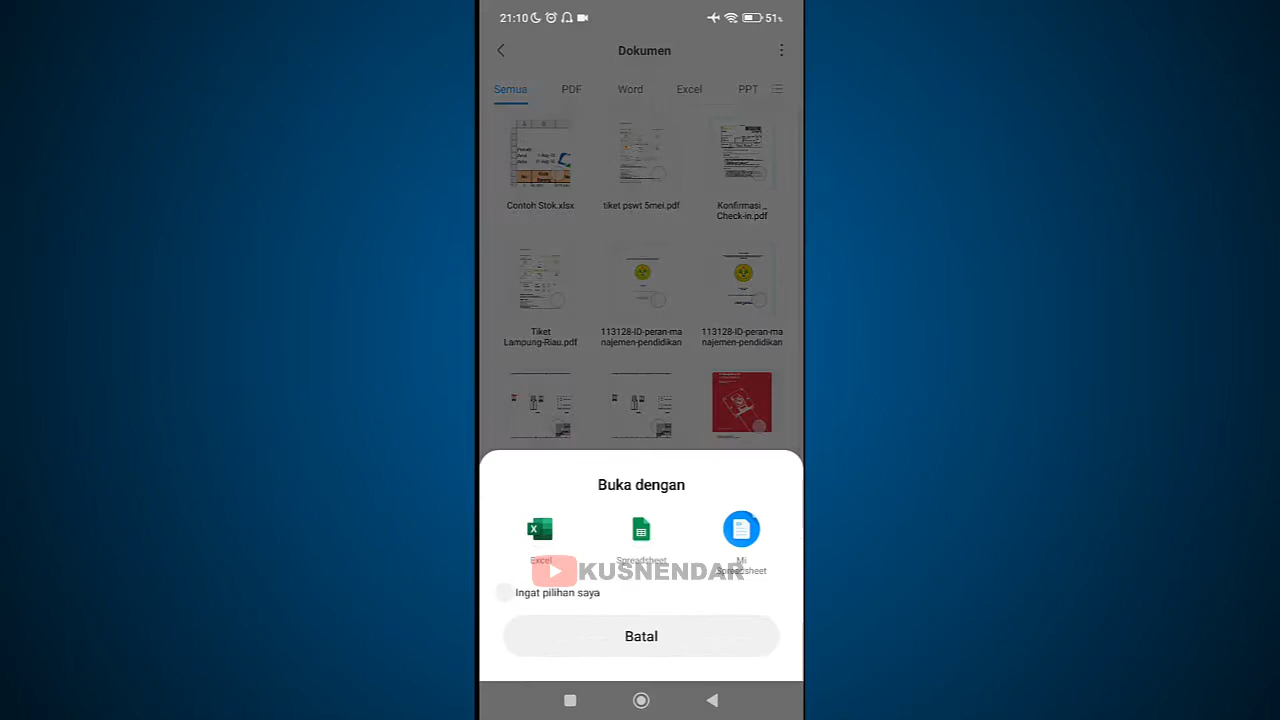 21:10
51%
Dokumen
Semua
PDF
Word
Excel
PPT
Contoh Stok.xlsx
tiket pswt 5mei.pdf
Konfirmasi _
Check-in.pdf
Tiket
Lampung-Riau.pdf
113128-ID-peran-ma
najemen-pendidikan
113128-ID-peran-ma
najemen-pendidikan
Buka dengan
Excel
Spreadsheet
Mi
Spreadsheet
KUSNENDAR
Ingat pilihan saya
Batal